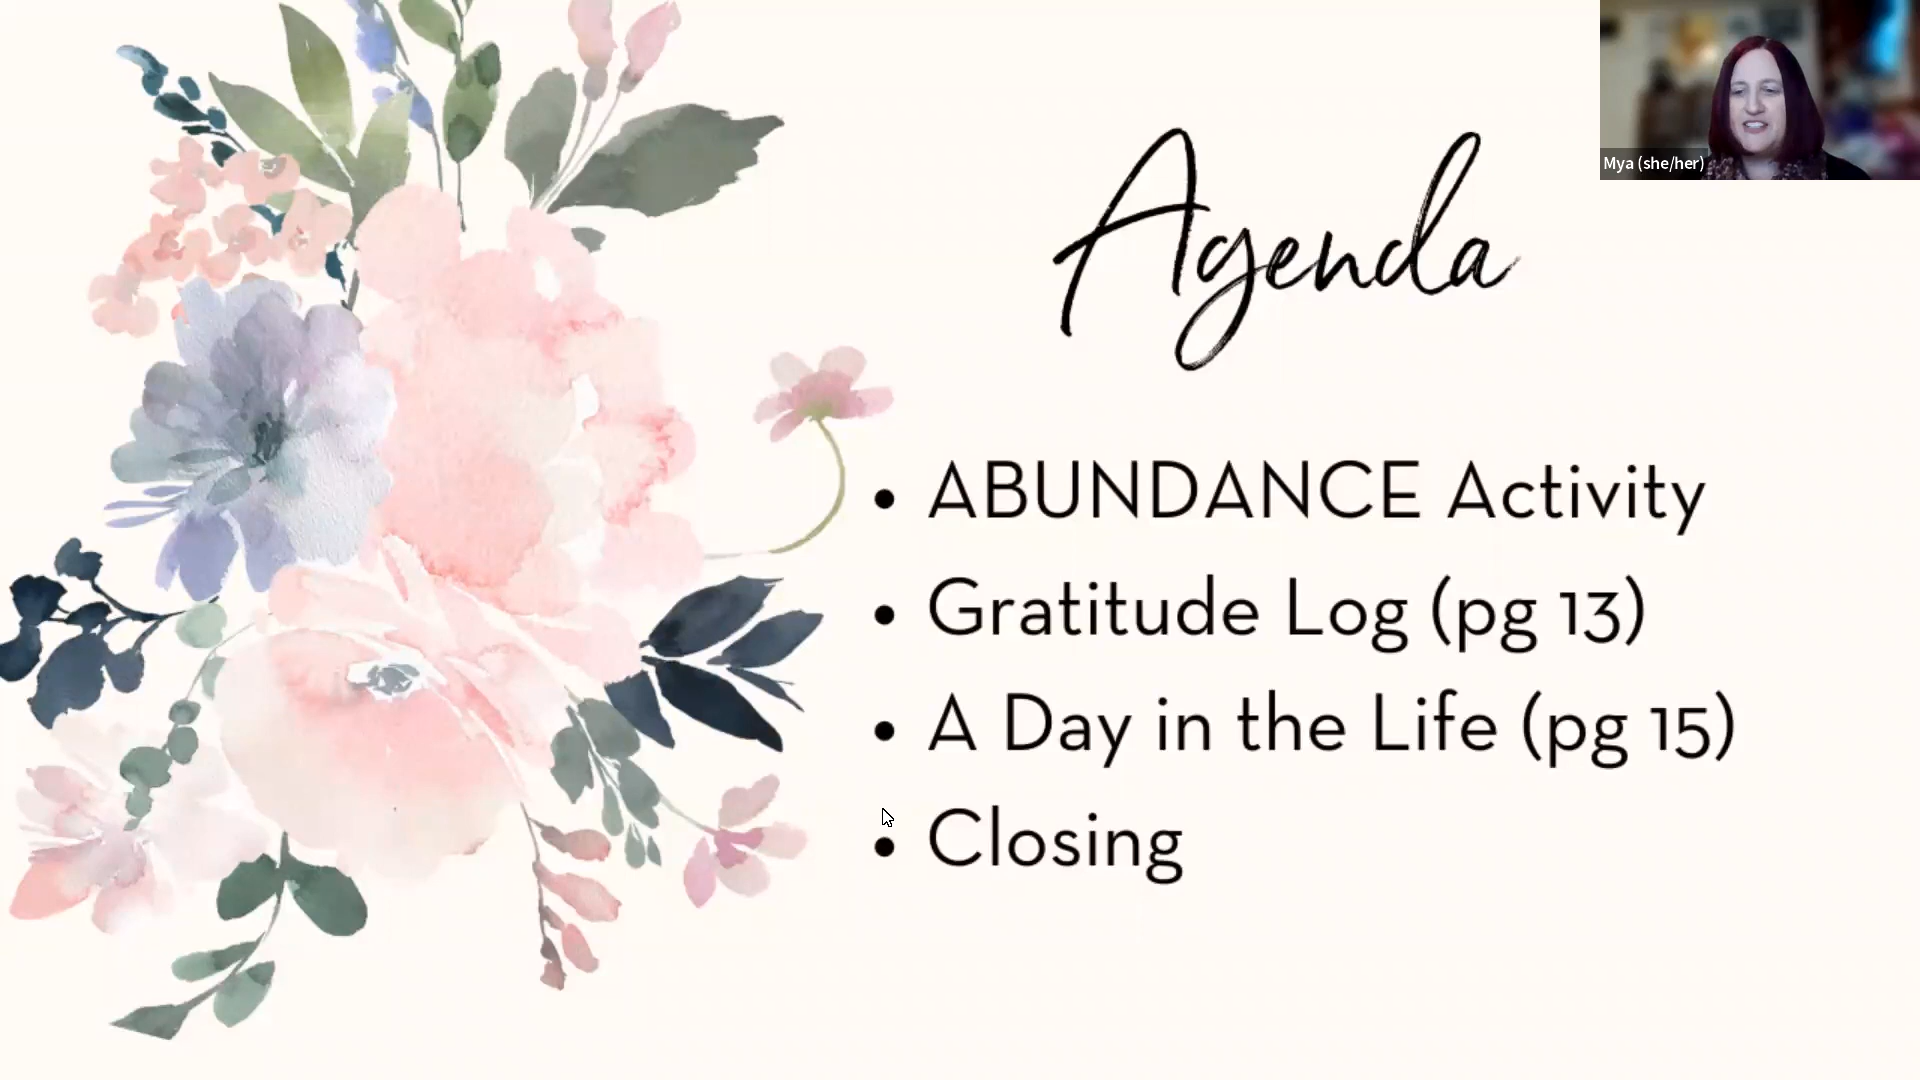 Mya (she/her)
Agenda
• ABUNDANCE Activity
• Gratitude Log (pg 13)
• A Day in the Life (pg 15)
• Closing